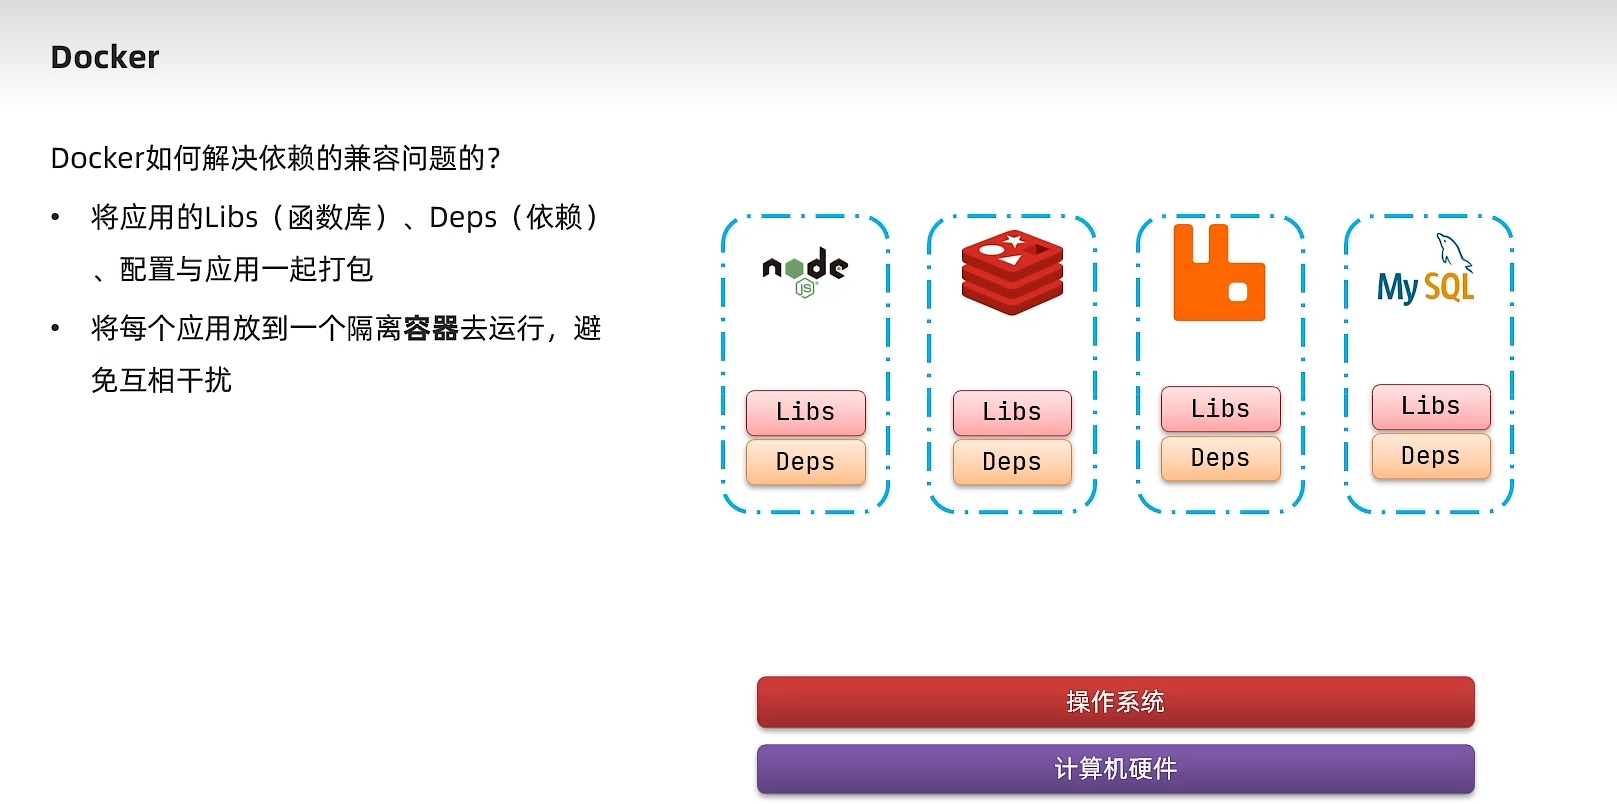 Docker
Docker如何解决依赖的兼容问题的？
• 将应用的Libs（函数库）、Deps（依赖）
、配置与应用一起打包
• 将每个应用放到一个隔离容器去运行，避
免互相干扰
node
JS
MySQL
Libs
Deps
Libs
Deps
Libs
Deps
Libs
Deps
操作系统
计算机硬件